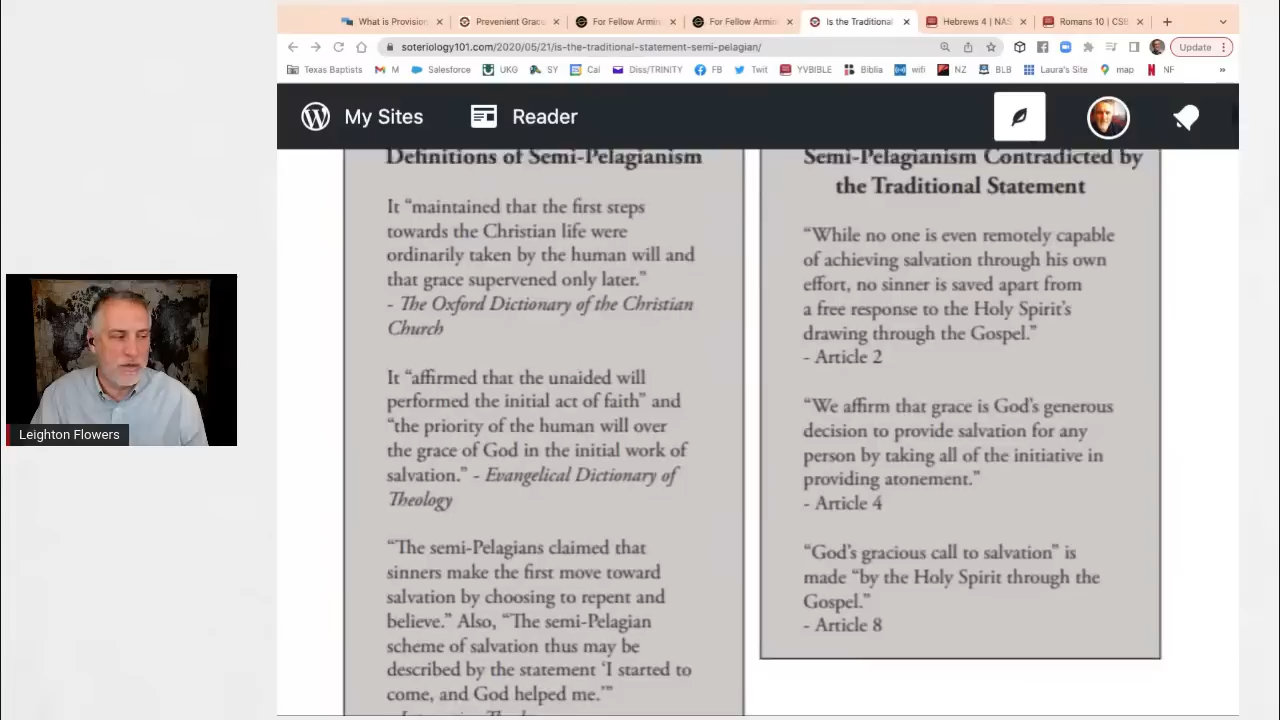 What is Provision
Prevenient Grac
For Fellow Armin
For Fellow Armin
Is the Traditional
Hebrews 4 | NAS
Romans 10 | CSB
soteriology101.com/2020/05/21/is-the-traditional-statement-semi-pelagian/
Update
Texas Baptists
M
Salesforce
UKG
SY
Cal
Diss/TRINITY
FB
Twit
YVBIBLE
Biblia
wifi
NZ
BLB
Laura's Site
map
NF
»
My Sites
Reader
Definitions of Semi-Pelagianism
It “maintained that the first steps
towards the Christian life were
ordinarily taken by the human will and
that grace supervened only later.”
- The Oxford Dictionary of the Christian
Church
It “affirmed that the unaided will
performed the initial act of faith” and
“the priority of the human will over
the grace of God in the initial work of
salvation.” - Evangelical Dictionary of
Theology
“The semi-Pelagians claimed that
sinners make the first move toward
salvation by choosing to repent and
believe.” Also, “The semi-Pelagian
scheme of salvation thus may be
described by the statement ‘I started to
come, and God helped me.’”
Semi-Pelagianism Contradicted by
the Traditional Statement
“While no one is even remotely capable
of achieving salvation through his own
effort, no sinner is saved apart from
a free response to the Holy Spirit’s
drawing through the Gospel.”
- Article 2
“We affirm that grace is God’s generous
decision to provide salvation for any
person by taking all of the initiative in
providing atonement.”
- Article 4
“God’s gracious call to salvation” is
made “by the Holy Spirit through the
Gospel.”
- Article 8
Leighton Flowers